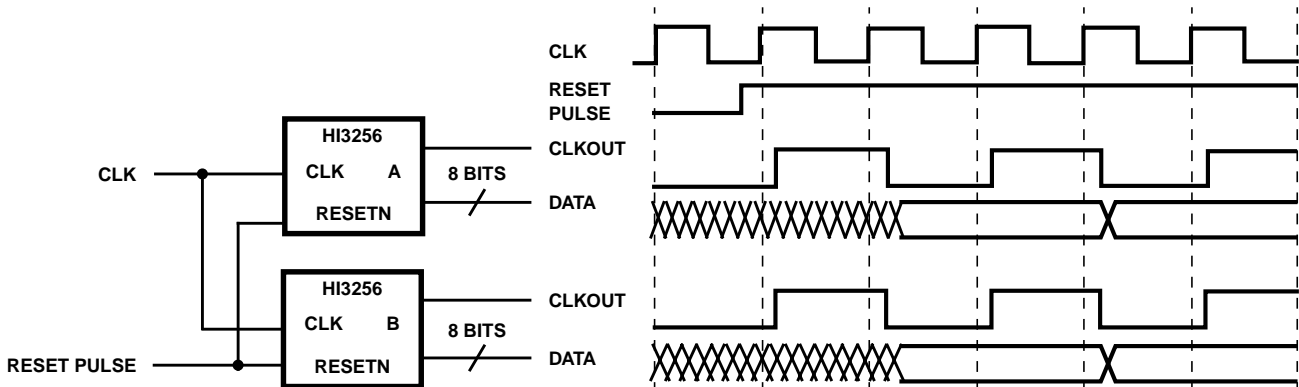 HI3256
CLK
CLK A
8 BITS
RESETN
HI3256
CLK B
8 BITS
RESETN
RESET PULSE
CLK
RESET
PULSE
CLKOUT
DATA
CLKOUT
DATA